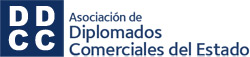 DD
CC
Asociación de
Diplomados
Comerciales del Estado